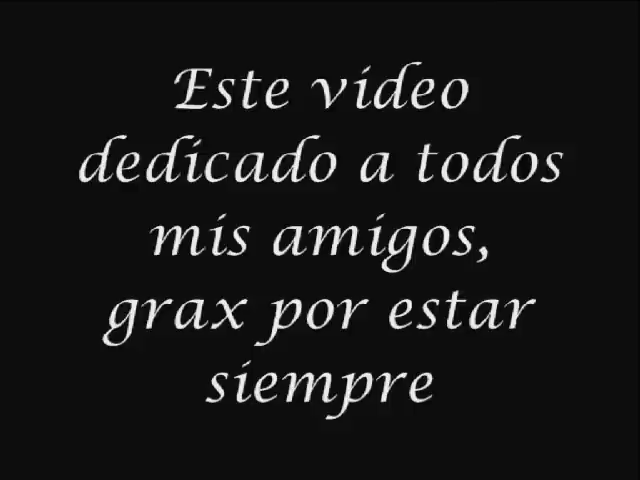 Este video
dedicado a todos
mis amigos,
grax por estar
siempre